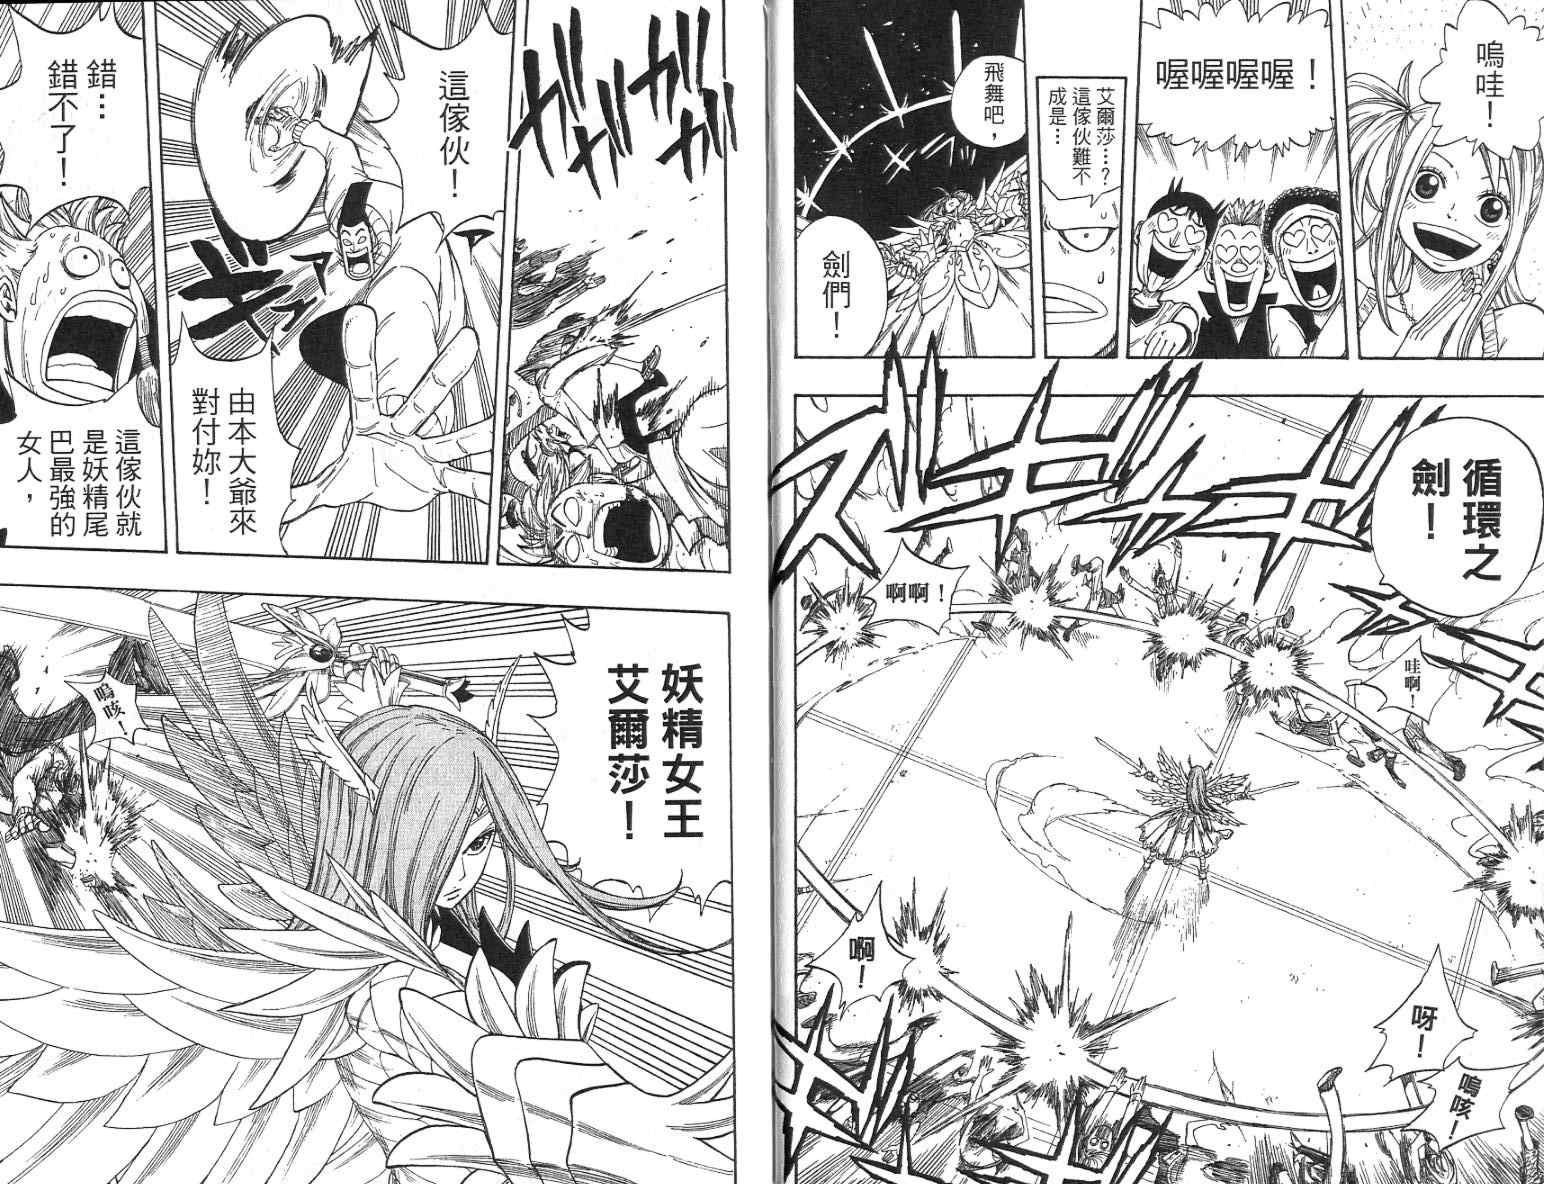 嗚哇！
喔喔喔喔！
艾爾莎…？
這傢伙難不
成是…
飛舞吧，
劍們！
循環之
劍！
啊啊！
哇啊！
啊！
呀！
嗚咳！
這傢伙！
由本大爺來
對付妳！
錯…
錯不了！
這傢伙就
是妖精尾
巴最強的
女人，
妖精女王
艾爾莎！
嗚咳！